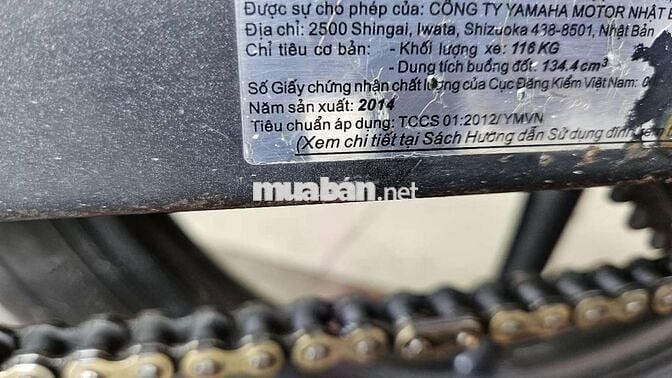 Được sự cho phép của: CÔNG TY YAMAHA MOTOR NHẬT
Địa chỉ: 2500 Shingai, Iwata, Shizuoka 438-8501, Nhật Bản
Chỉ tiêu cơ bản: - Khối lượng xe: 116 KG
- Dung tích buồng đốt: 134.4 cm³
Số Giấy chứng nhận chất lượng của Cục Đăng Kiểm Việt Nam:
Năm sản xuất: 2014
Tiêu chuẩn áp dụng: TCCS 01:2012/YMVN
(Xem chi tiết tại Sách Hướng dẫn Sử dụng đính kèm
muaban.net